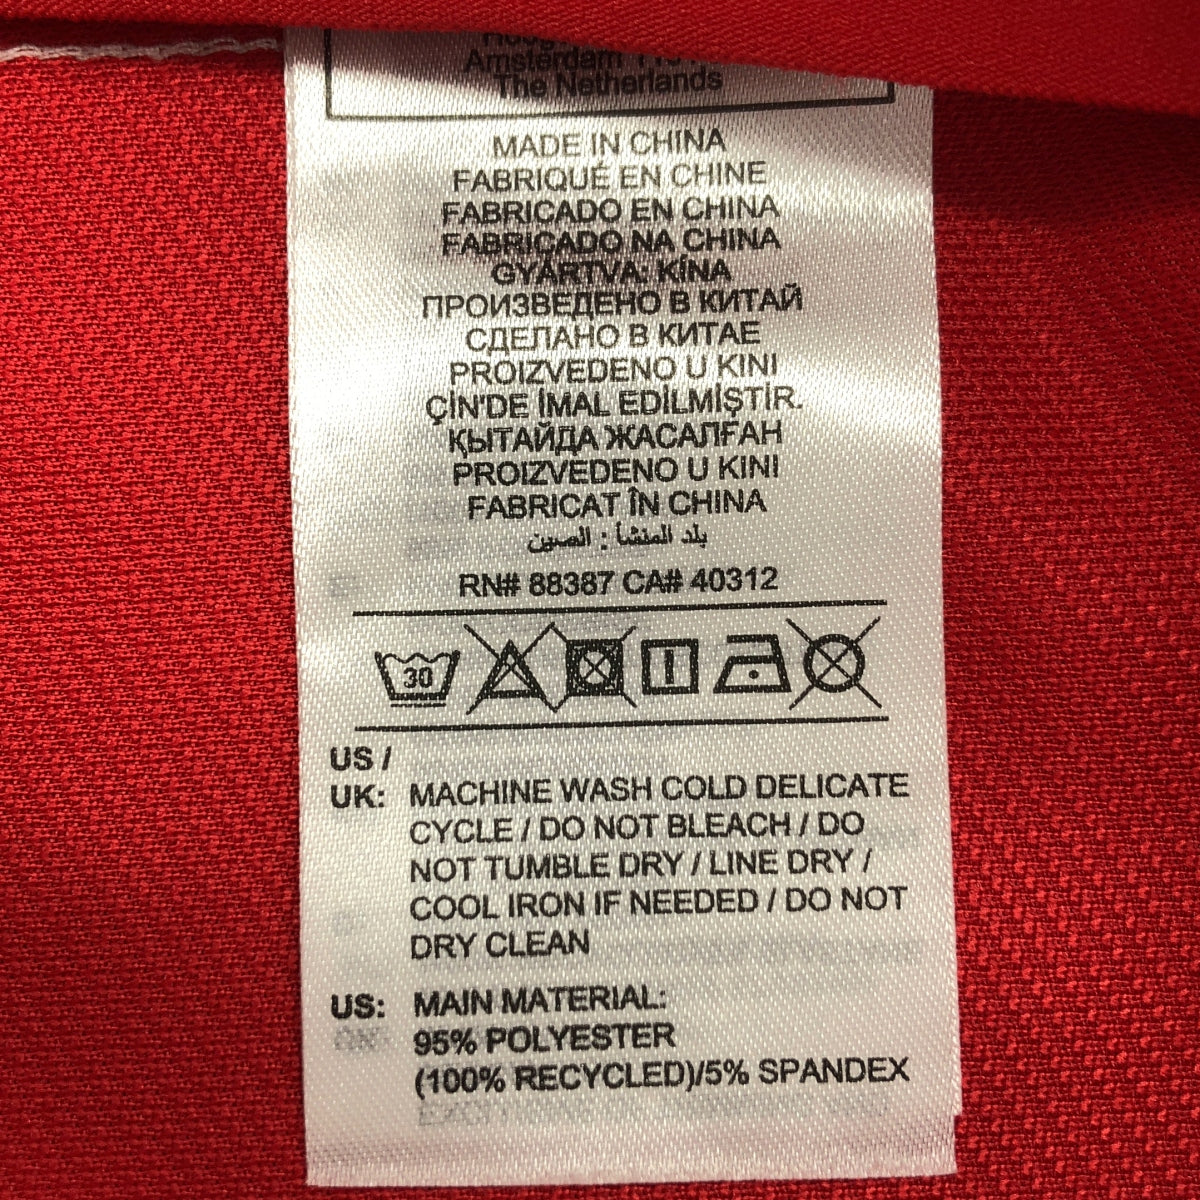 Amsterdam
The Netherlands
MADE IN CHINA
FABRIQUÉ EN CHINE
FABRICADO EN CHINA
FABRICADO NA CHINA
GYÁRTVA: KÍNA
ПРОИЗВЕДЕНО В КИТАЙ
СДЕЛАНО В КИТАЕ
PROIZVEDENO U KINI
ÇİN'DE İMAL EDİLMİŞTİR.
ҚЫТАЙДА ЖАСАЛҒАН
PROIZVEDENO U KINI
FABRICAT ÎN CHINA
بلد المنشأ : الصين
RN# 88387 CA# 40312
30
US /
UK: MACHINE WASH COLD DELICATE
CYCLE / DO NOT BLEACH / DO
NOT TUMBLE DRY / LINE DRY /
COOL IRON IF NEEDED / DO NOT
DRY CLEAN
US: MAIN MATERIAL:
95% POLYESTER
(100% RECYCLED)/5% SPANDEX